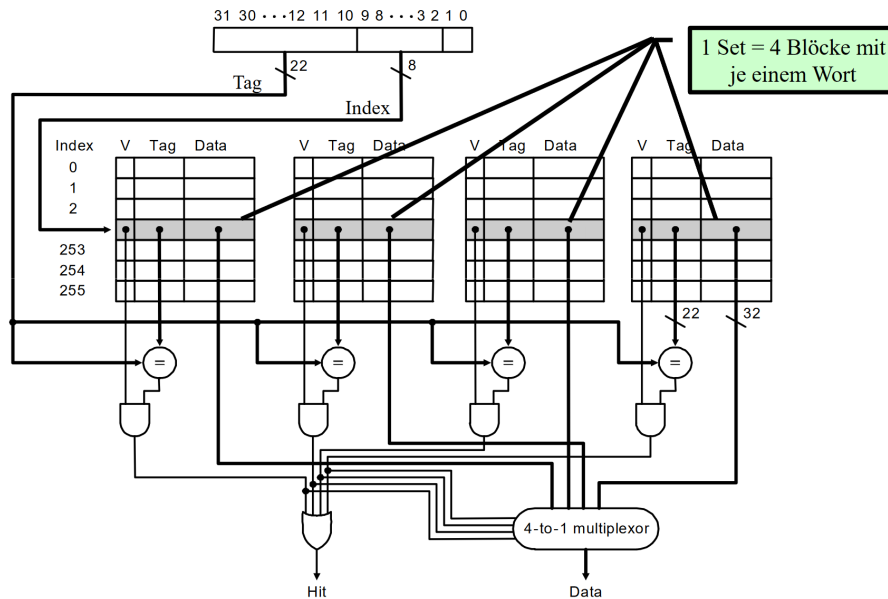 31 30 ··· 12 11 10 9 8 ··· 3 2 1 0
22
8
Tag
Index
1 Set = 4 Blöcke mit
je einem Wort
Index V Tag Data V Tag Data V Tag Data V Tag Data
0
1
2
253
254
255
22
32
= = = =
4-to-1 multiplexor
Hit
Data